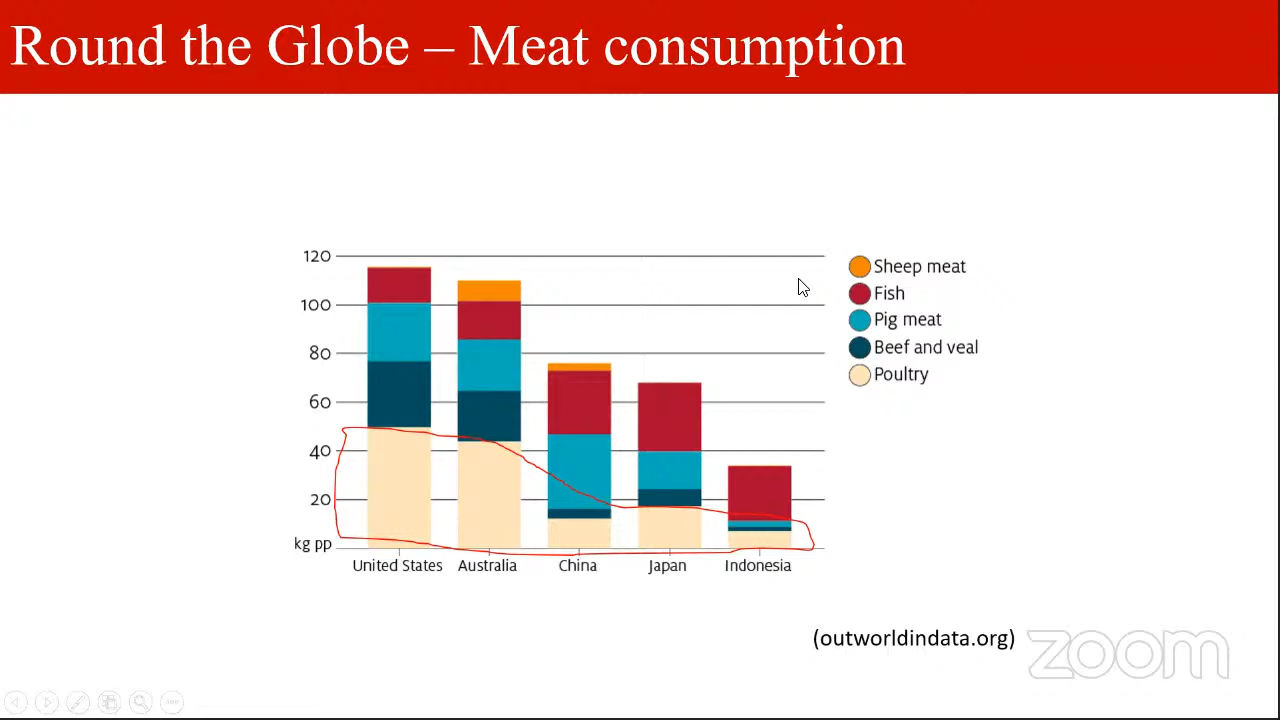 Round the Globe – Meat consumption
120
100
80
60
40
20
kg pp
United States
Australia
China
Japan
Indonesia
Sheep meat
Fish
Pig meat
Beef and veal
Poultry
(outworldindata.org)
zoom